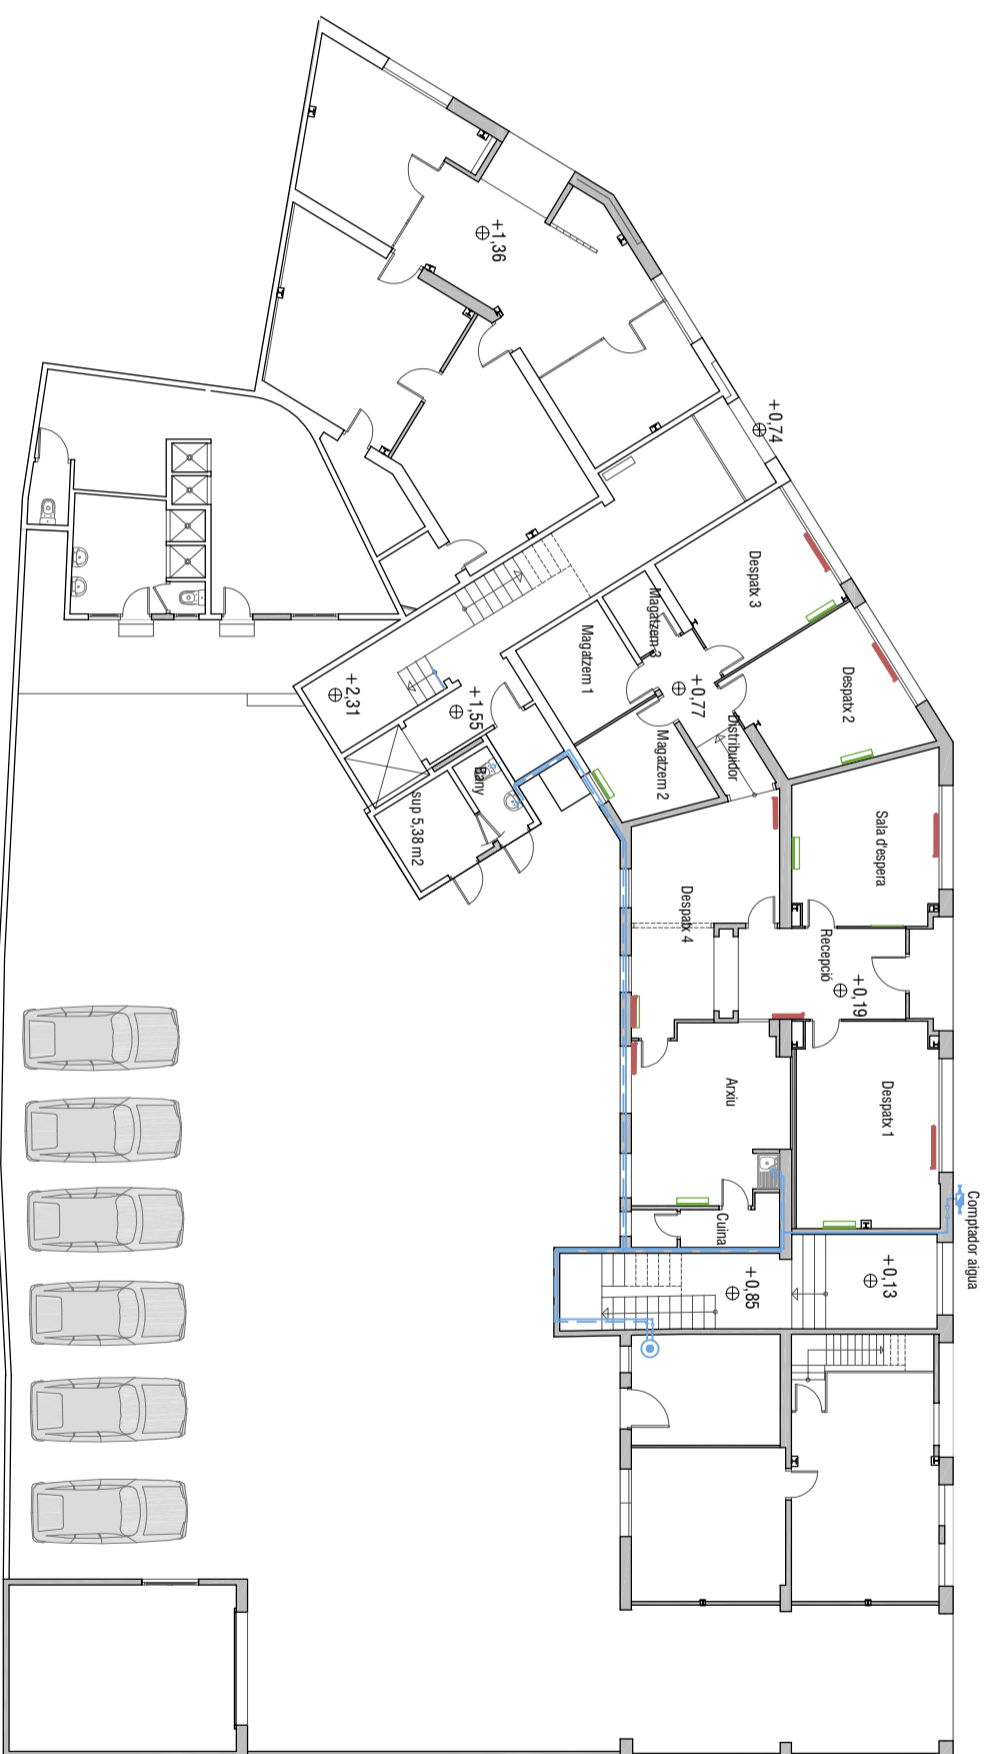 +1,36
+0,74
Despatx 3
Magatzem 3
Magatzem 1
+0,77
Despatx 2
Distribuidor
Magatzem 2
+2,31
+1,55
Bany
sup 5,38 m2
Sala d'espera
Despatx 4
Recepció
+0,19
Arxiu
Despatx 1
Cuina
Comptador aigua
+0,13
+0,85